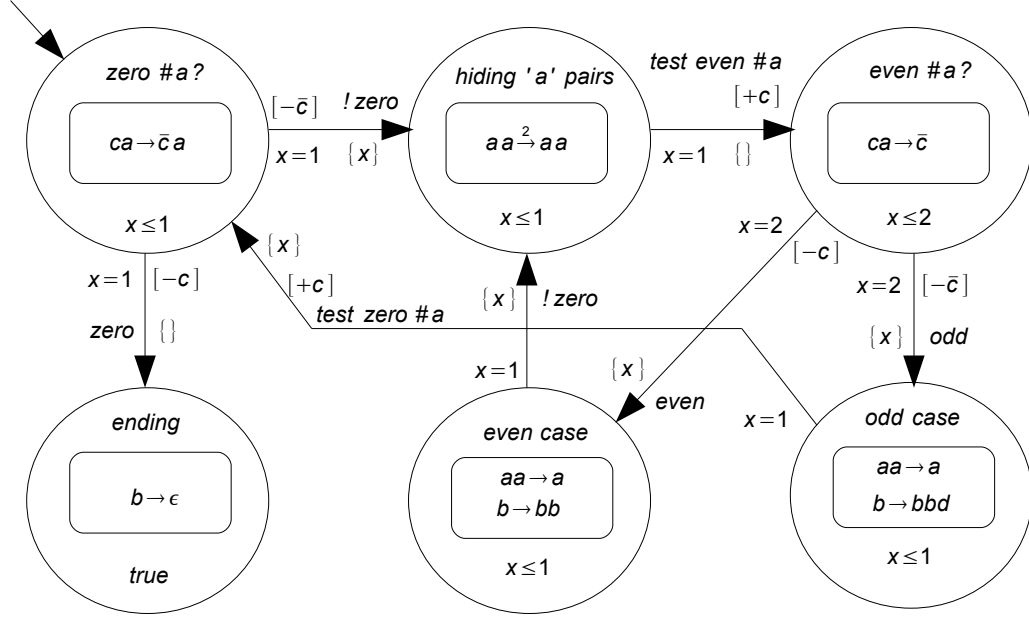 zero #a?
ca→c̄ a
x≤1
[−c̄] ! zero
x=1 {x}
hiding 'a' pairs
a a →² a a
x≤1
test even #a
[+c]
x=1 {}
even #a?
ca→c̄
x≤2
x=1 [−c]
zero {}
{x}
[+c]
test zero #a
{x} ! zero
x=1
x=2
[−c]
{x}
even
x=2 [−c̄]
{x} odd
x=1
ending
b→ϵ
true
even case
aa→a
b→bb
x≤1
odd case
aa→a
b→bbd
x≤1